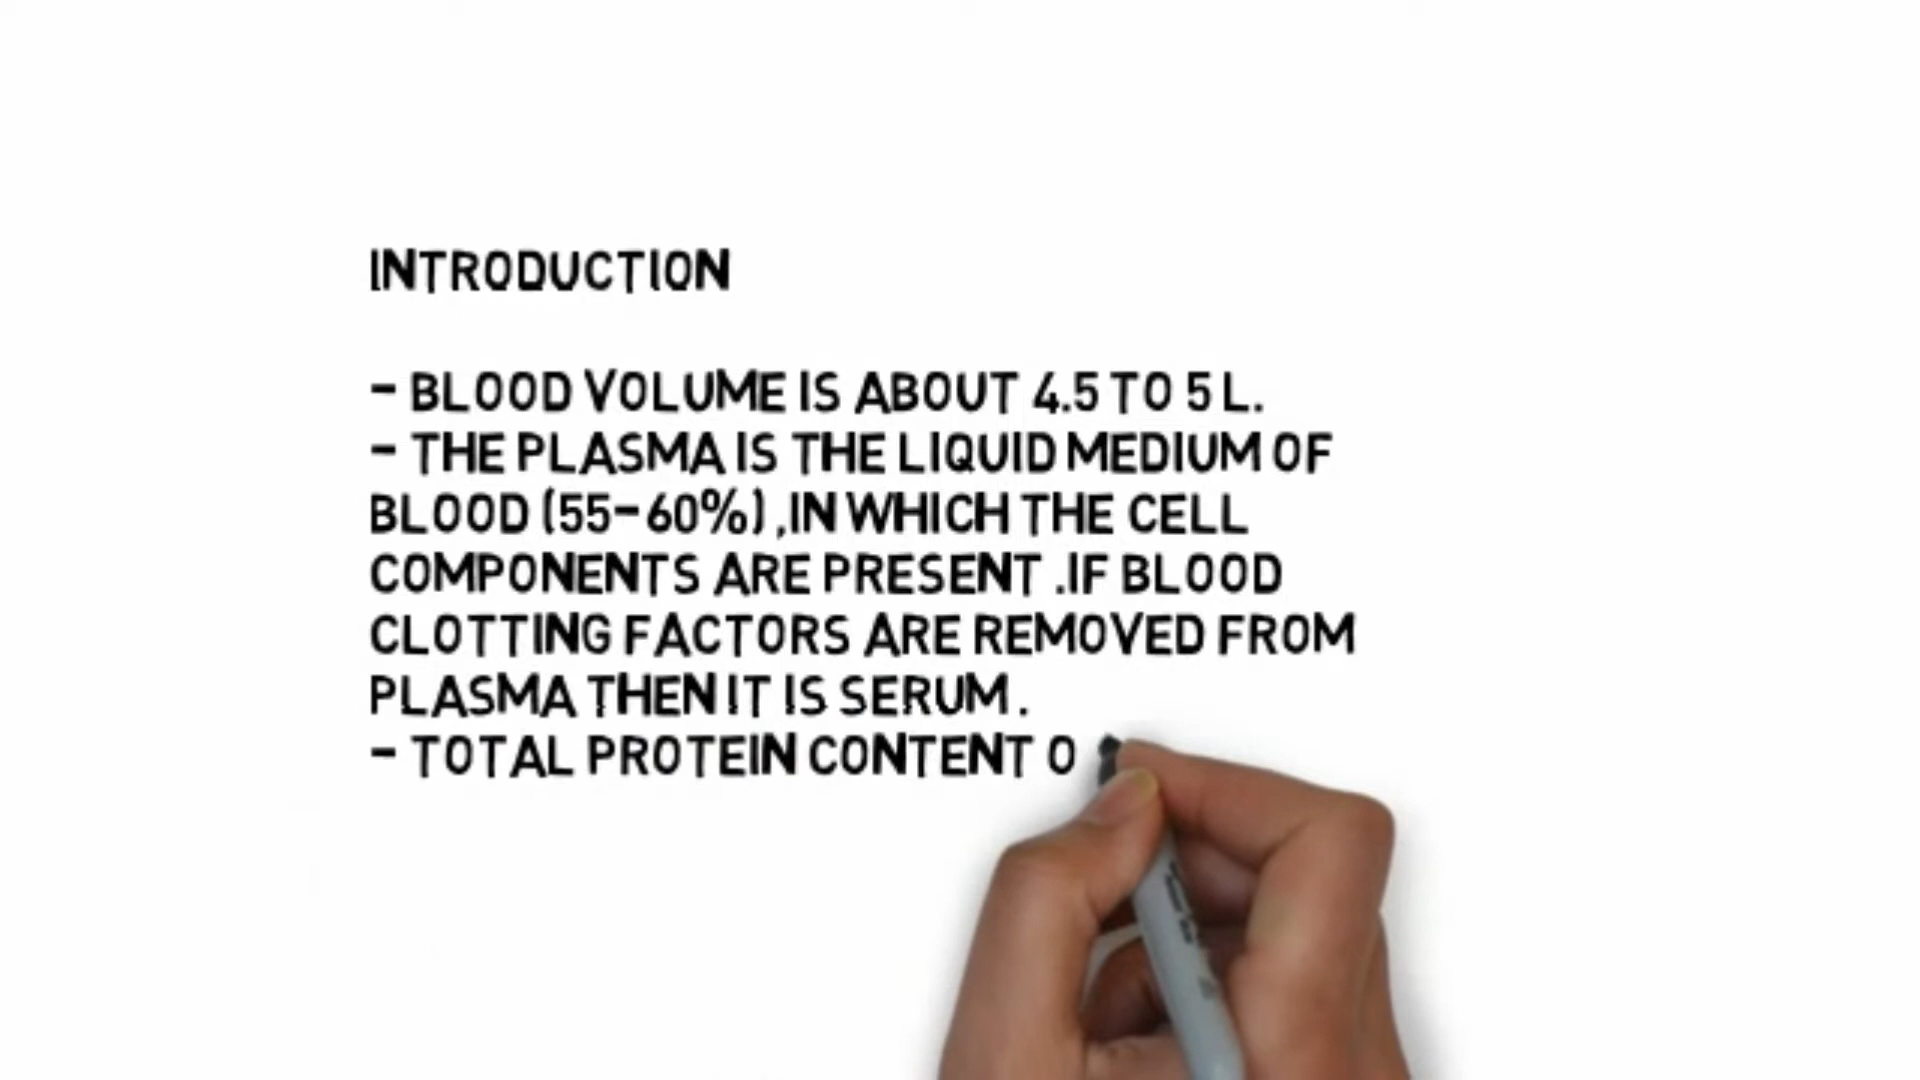 INTRODUCTION
- BLOOD VOLUME IS ABOUT 4.5 TO 5 L.
- THE PLASMA IS THE LIQUID MEDIUM OF
BLOOD (55-60%) ,IN WHICH THE CELL
COMPONENTS ARE PRESENT .IF BLOOD
CLOTTING FACTORS ARE REMOVED FROM
PLASMA THEN IT IS SERUM .
- TOTAL PROTEIN CONTENT O